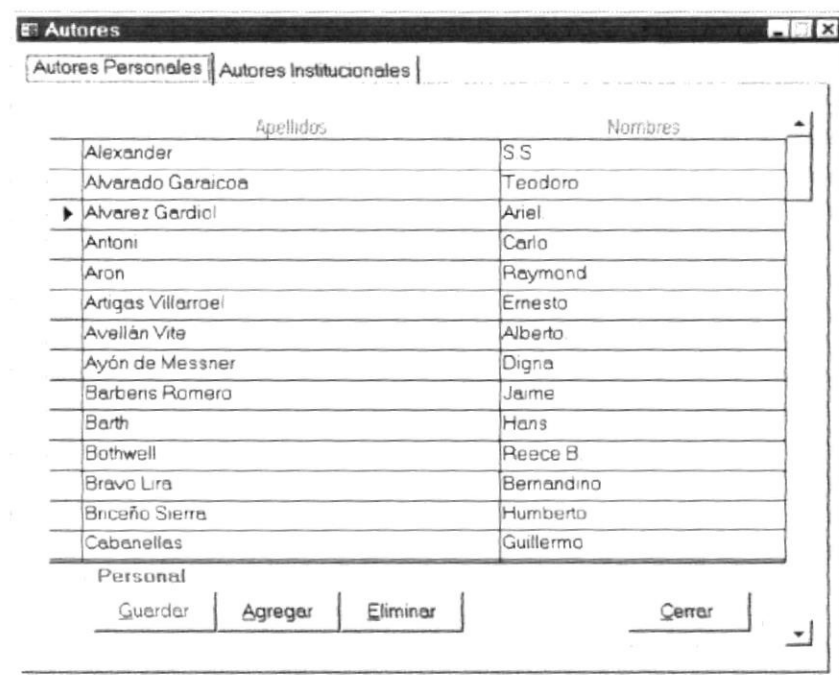 Autores
Autores Personales Autores Institucionales
Apellidos Nombres
Alexander S.S
Alvarado Garaicoa Teodoro
Alvarez Gardiol Ariel
Antoni Carlo
Aron Raymond
Artigas Villarroel Ernesto
Avellán Vite Alberto
Ayón de Messner Digna
Barberis Romero Jaime
Barth Hans
Bothwell Reece B.
Bravo Lira Bernandino
Briceño Sierra Humberto
Cabanellas Guillermo
Personal
Guardar Agregar Eliminar Cerrar